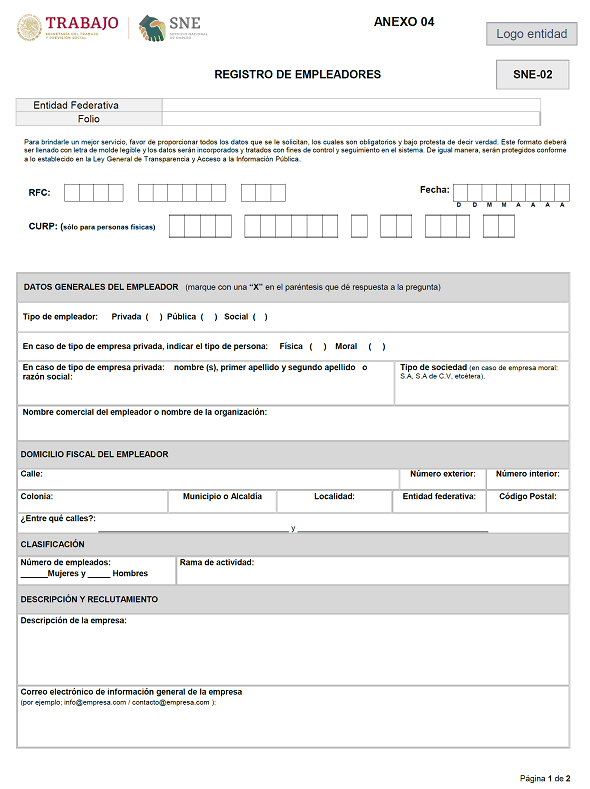 TRABAJO
SECRETARÍA DEL TRABAJO
Y PREVISIÓN SOCIAL
SNE
SERVICIO NACIONAL
DE EMPLEO
ANEXO 04
Logo entidad
REGISTRO DE EMPLEADORES
SNE-02
Entidad Federativa
Folio
Para brindarle un mejor servicio, favor de proporcionar todos los datos que se le solicitan, los cuales son obligatorios y bajo protesta de decir verdad. Este formato deberá
ser llenado con letra de molde legible y los datos serán incorporados y tratados con fines de control y seguimiento en el sistema. De igual manera, serán protegidos conforme
a lo establecido en la Ley General de Transparencia y Acceso a la Información Pública.
RFC:
Fecha:
D D M M A A A A
CURP: (sólo para personas físicas)
DATOS GENERALES DEL EMPLEADOR (marque con una "X" en el paréntesis que dé respuesta a la pregunta)
Tipo de empleador: Privada ( ) Pública ( ) Social ( )
En caso de tipo de empresa privada, indicar el tipo de persona: Física ( ) Moral ( )
En caso de tipo de empresa privada: nombre (s), primer apellido y segundo apellido o
razón social:
Tipo de sociedad (en caso de empresa moral:
S.A, S.A de C.V, etcétera).
Nombre comercial del empleador o nombre de la organización:
DOMICILIO FISCAL DEL EMPLEADOR
Calle:
Número exterior:
Número interior:
Colonia:
Municipio o Alcaldía
Localidad:
Entidad federativa:
Código Postal:
¿Entre qué calles?:
______ y ______
CLASIFICACIÓN
Número de empleados:
______Mujeres y _____ Hombres
Rama de actividad:
DESCRIPCIÓN Y RECLUTAMIENTO
Descripción de la empresa:
Correo electrónico de información general de la empresa
(por ejemplo; info@empresa.com / contacto@empresa.com ):
Página 1 de 2